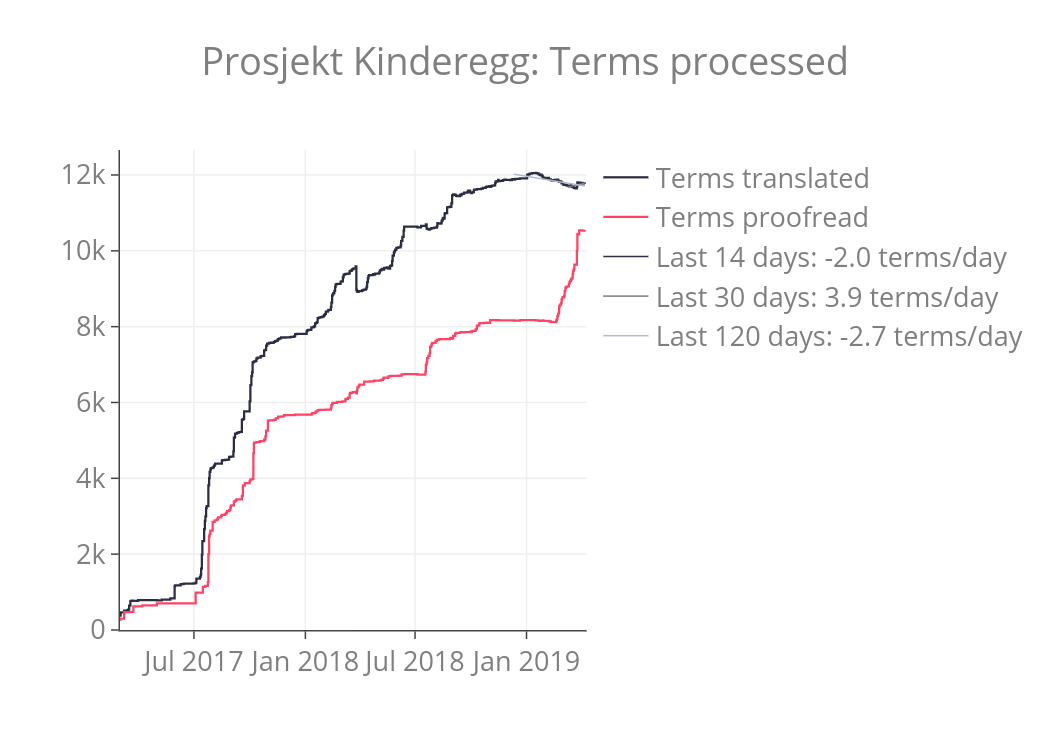 Prosjekt Kinderegg: Terms processed
12k
10k
8k
6k
4k
2k
0
Jul 2017 Jan 2018 Jul 2018 Jan 2019
Terms translated
Terms proofread
Last 14 days: -2.0 terms/day
Last 30 days: 3.9 terms/day
Last 120 days: -2.7 terms/day